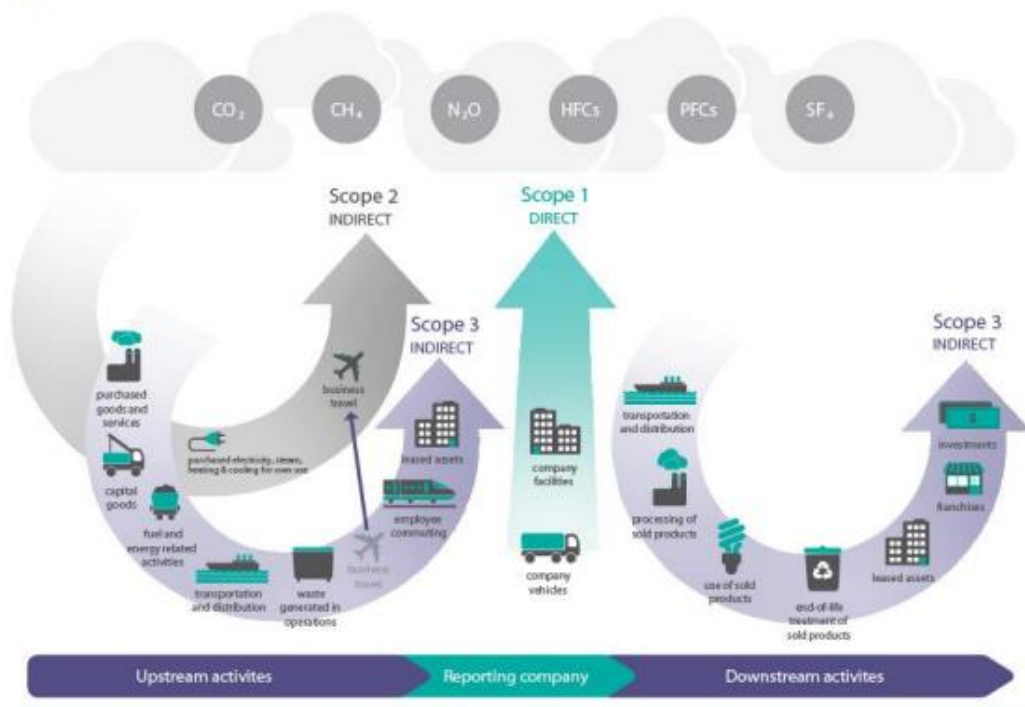 CO₂
CH₄
N₂O
HFCs
PFCs
SF₆
Scope 2
INDIRECT
Scope 1
DIRECT
Scope 3
INDIRECT
Scope 3
INDIRECT
purchased
goods and
services
capital
goods
fuel and
energy related
activities
purchased electricity, steam,
heating & cooling for own use
transportation
and distribution
waste
generated in
operations
business
travel
business
travel
employee
commuting
leased assets
company
facilities
company
vehicles
transportation
and distribution
processing of
sold products
use of sold
products
end-of-life
treatment of
sold products
leased assets
franchises
investments
Upstream activites
Reporting company
Downstream activites